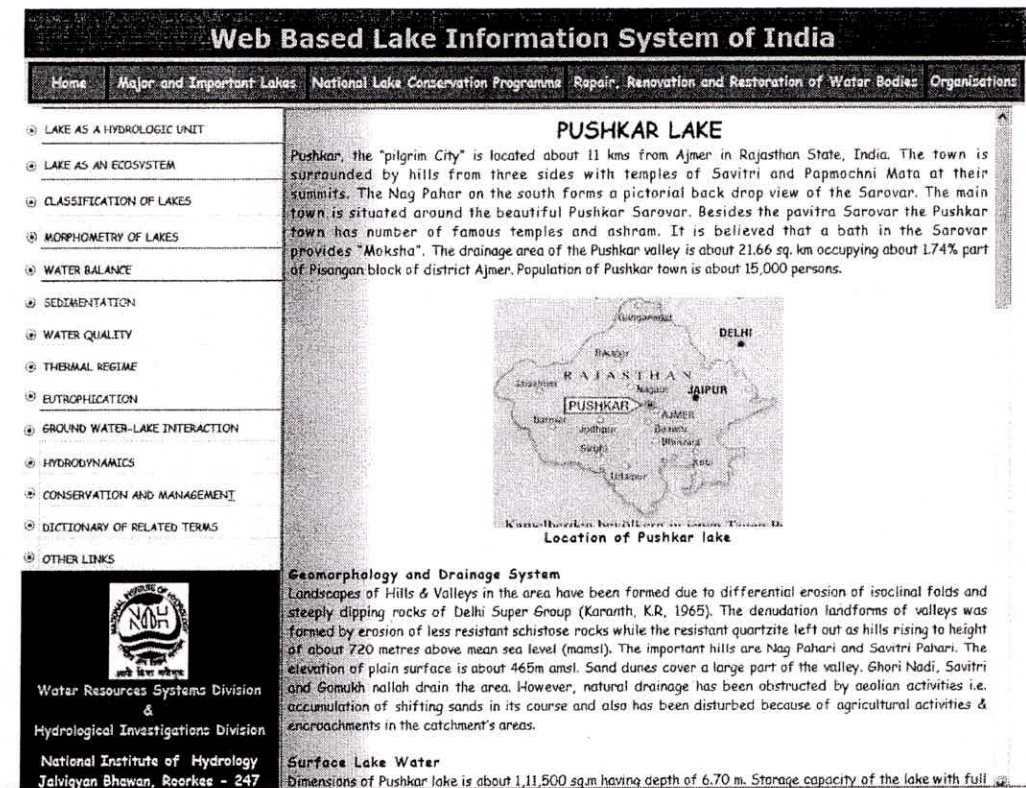 Web Based Lake Information System of India
Home Major and Important Lakes National Lake Conservation Programme Repair, Renovation and Restoration of Water Bodies Organisations
LAKE AS A HYDROLOGIC UNIT
LAKE AS AN ECOSYSTEM
CLASSIFICATION OF LAKES
MORPHOMETRY OF LAKES
WATER BALANCE
SEDIMENTATION
WATER QUALITY
THERMAL REGIME
EUTROPHICATION
GROUND WATER-LAKE INTERACTION
HYDRODYNAMICS
CONSERVATION AND MANAGEMENT
DICTIONARY OF RELATED TERMS
OTHER LINKS
NATIONAL INSTITUTE OF HYDROLOGY
Water Resources Systems Division
&
Hydrological Investigations Division
National Institute of Hydrology
Jalvigyan Bhawan, Roorkee - 247
PUSHKAR LAKE
Pushkar, the "pilgrim City" is located about 11 kms from Ajmer in Rajasthan State, India. The town is
surrounded by hills from three sides with temples of Savitri and Papmochni Mata at their
summits. The Nag Pahar on the south forms a pictorial back drop view of the Sarovar. The main
town is situated around the beautiful Pushkar Sarovar. Besides the pavitra Sarovar the Pushkar
town has number of famous temples and ashram. It is believed that a bath in the Sarovar
provides "Moksha". The drainage area of the Pushkar valley is about 21.66 sq. km occupying about 1.74% part
of Pisangan block of district Ajmer. Population of Pushkar town is about 15,000 persons.
DELHI
Bikaner
RAJASTHAN
Nagaur JAIPUR
PUSHKAR
AJMER
Barmer Jodhpur
Bhilwara
Sirohi
Kota
Udaipur
Location of Pushkar lake
Geomorphology and Drainage System
Landscapes of Hills & Valleys in the area have been formed due to differential erosion of isoclinal folds and
steeply dipping rocks of Delhi Super Group (Karanth, K.R, 1965). The denudation landforms of valleys was
formed by erosion of less resistant schistose rocks while the resistant quartzite left out as hills rising to height
of about 720 metres above mean sea level (mamsl). The important hills are Nag Pahari and Savitri Pahari. The
elevation of plain surface is about 465m amsl. Sand dunes cover a large part of the valley. Ghori Nadi, Savitri
and Gomukh nallah drain the area. However, natural drainage has been obstructed by aeolian activities i.e.
accumulation of shifting sands in its course and also has been disturbed because of agricultural activities &
encroachments in the catchment's areas.
Surface Lake Water
Dimensions of Pushkar lake is about 1,11,500 sq.m having depth of 6.70 m. Storage capacity of the lake with full